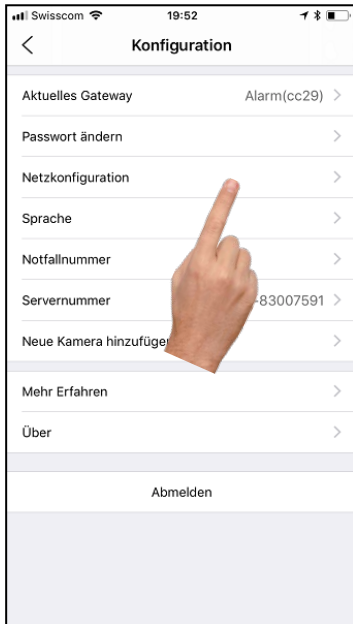 Swisscom 19:52
Konfiguration
Aktuelles Gateway Alarm(cc29)
Passwort ändern
Netzkonfiguration
Sprache
Notfallnummer
Servernummer -83007591
Neue Kamera hinzufügen
Mehr Erfahren
Über
Abmelden